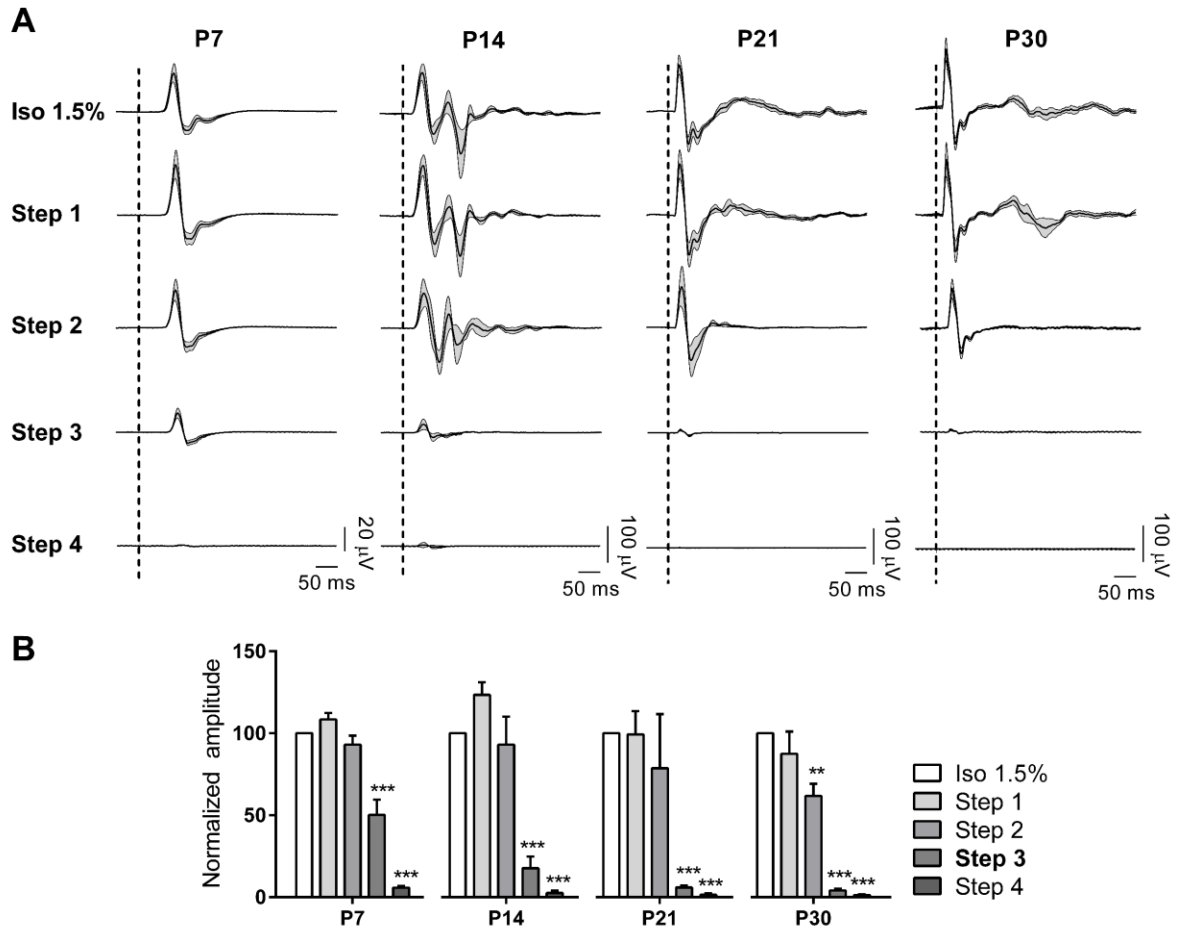 A
P7 P14 P21 P30
Iso 1.5%
Step 1
Step 2
Step 3
Step 4
20 µV 100 µV 100 µV 100 µV
50 ms 50 ms 50 ms 50 ms
B
Normalized amplitude
150
100
50
0
*** ***
*** ***
*** ***
** *** ***
P7 P14 P21 P30
Iso 1.5%
Step 1
Step 2
Step 3
Step 4